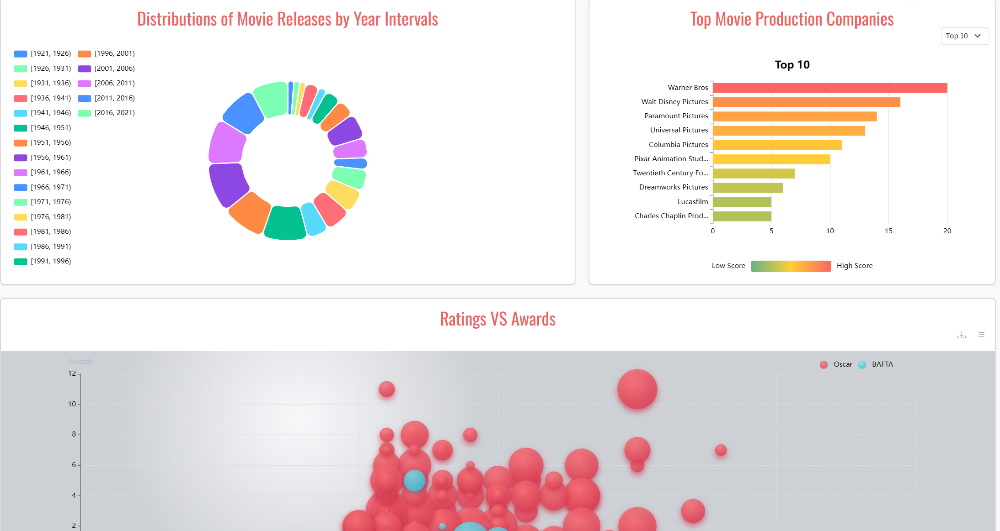 Distributions of Movie Releases by Year Intervals
[1921, 1926)
[1926, 1931)
[1931, 1936)
[1936, 1941)
[1941, 1946)
[1946, 1951)
[1951, 1956)
[1956, 1961)
[1961, 1966)
[1966, 1971)
[1971, 1976)
[1976, 1981)
[1981, 1986)
[1986, 1991)
[1991, 1996)
[1996, 2001)
[2001, 2006)
[2006, 2011)
[2011, 2016)
[2016, 2021)
Top Movie Production Companies
Top 10
Top 10
Warner Bros
Walt Disney Pictures
Paramount Pictures
Universal Pictures
Columbia Pictures
Pixar Animation Stud...
Twentieth Century Fo...
Dreamworks Pictures
Lucasfilm
Charles Chaplin Prod...
0 5 10 15 20
Low Score High Score
Ratings VS Awards
Awards
Oscar BAFTA
12
10
8
6
4
2